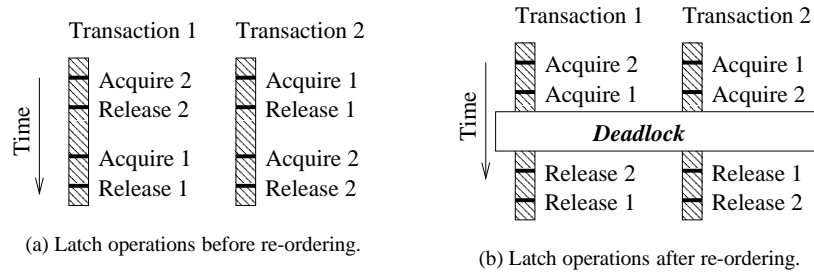 Transaction 1
Transaction 2
Time
Acquire 2
Release 2
Acquire 1
Release 1
Acquire 1
Release 1
Acquire 2
Release 2
(a) Latch operations before re-ordering.
Transaction 1
Transaction 2
Time
Acquire 2
Acquire 1
Acquire 1
Acquire 2
Deadlock
Release 2
Release 1
Release 1
Release 2
(b) Latch operations after re-ordering.